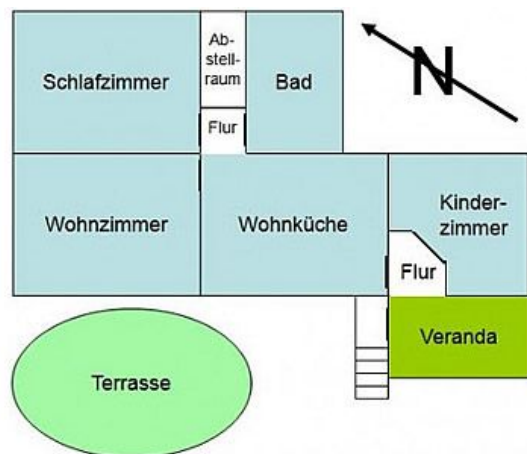 Ab-
stell-
raum
Schlafzimmer
Bad
N
Flur
Wohnzimmer
Wohnküche
Kinder-
zimmer
Flur
Veranda
Terrasse